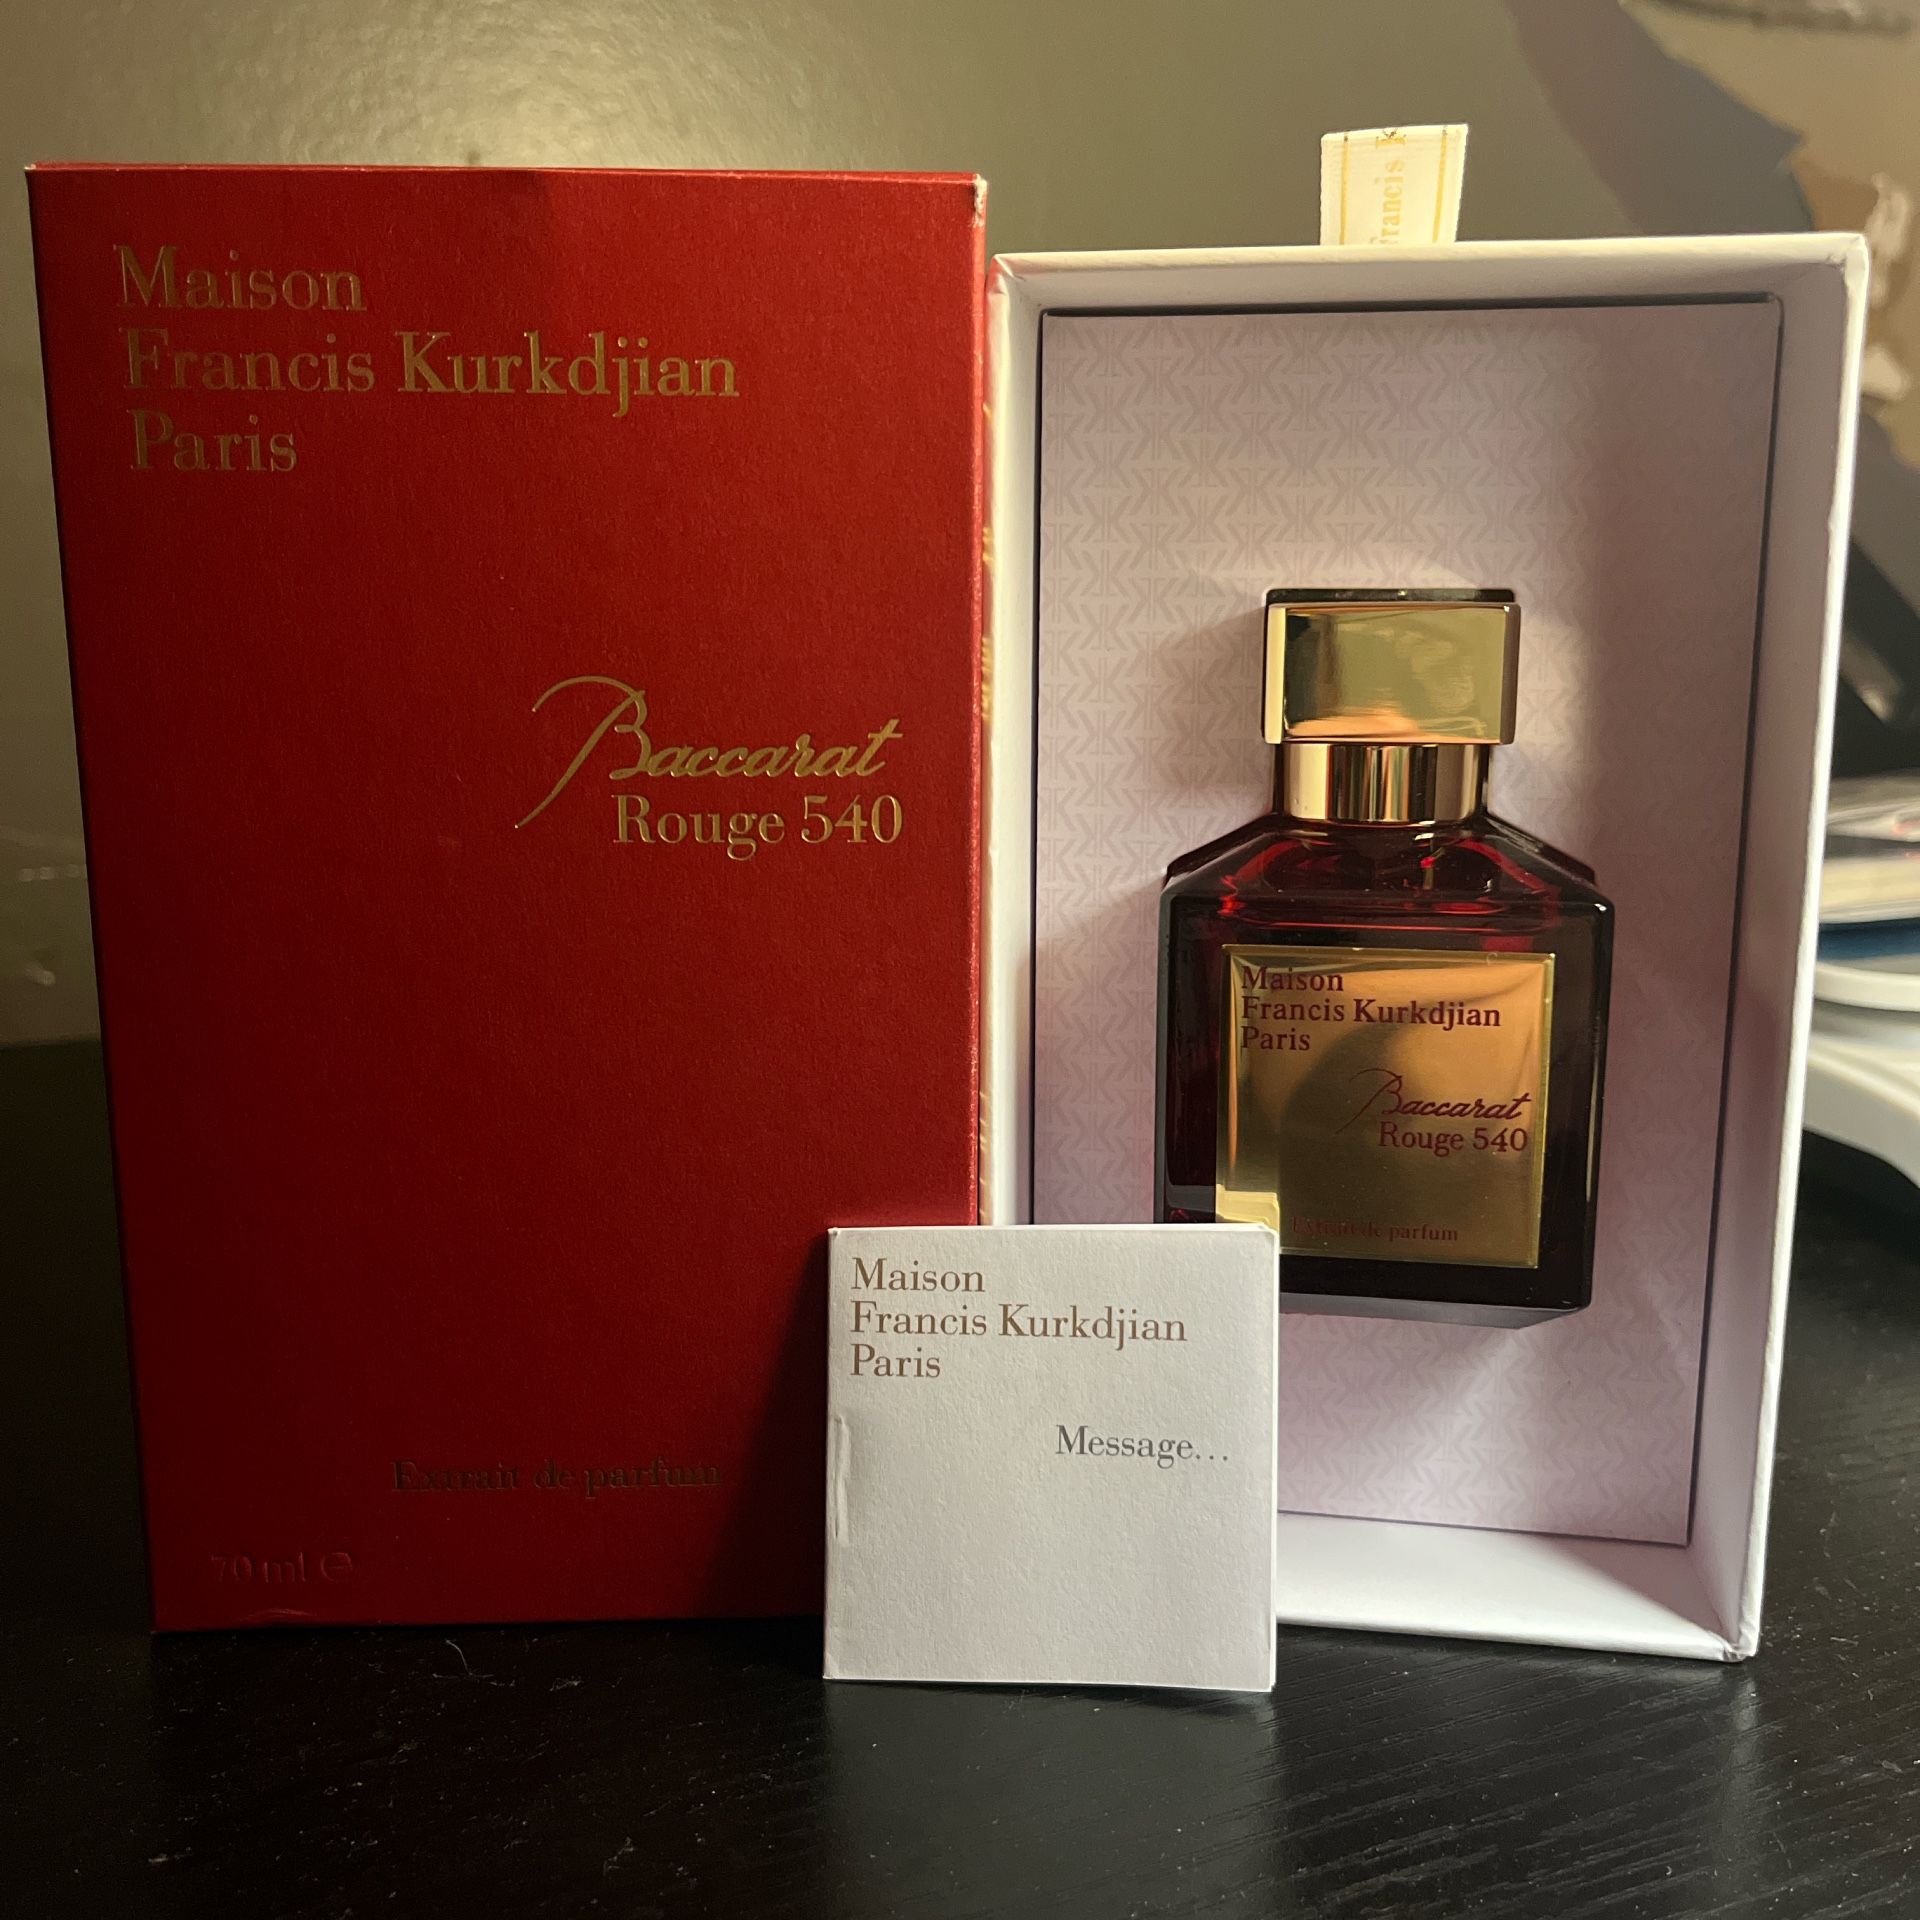 Maison
Francis Kurkdjian
Paris
Baccarat
Rouge 540
Extrait de parfum
70 ml ℮
Francis K
Maison
Francis Kurkdjian
Paris
Baccarat
Rouge 540
Extrait de parfum
Maison
Francis Kurkdjian
Paris
Message...